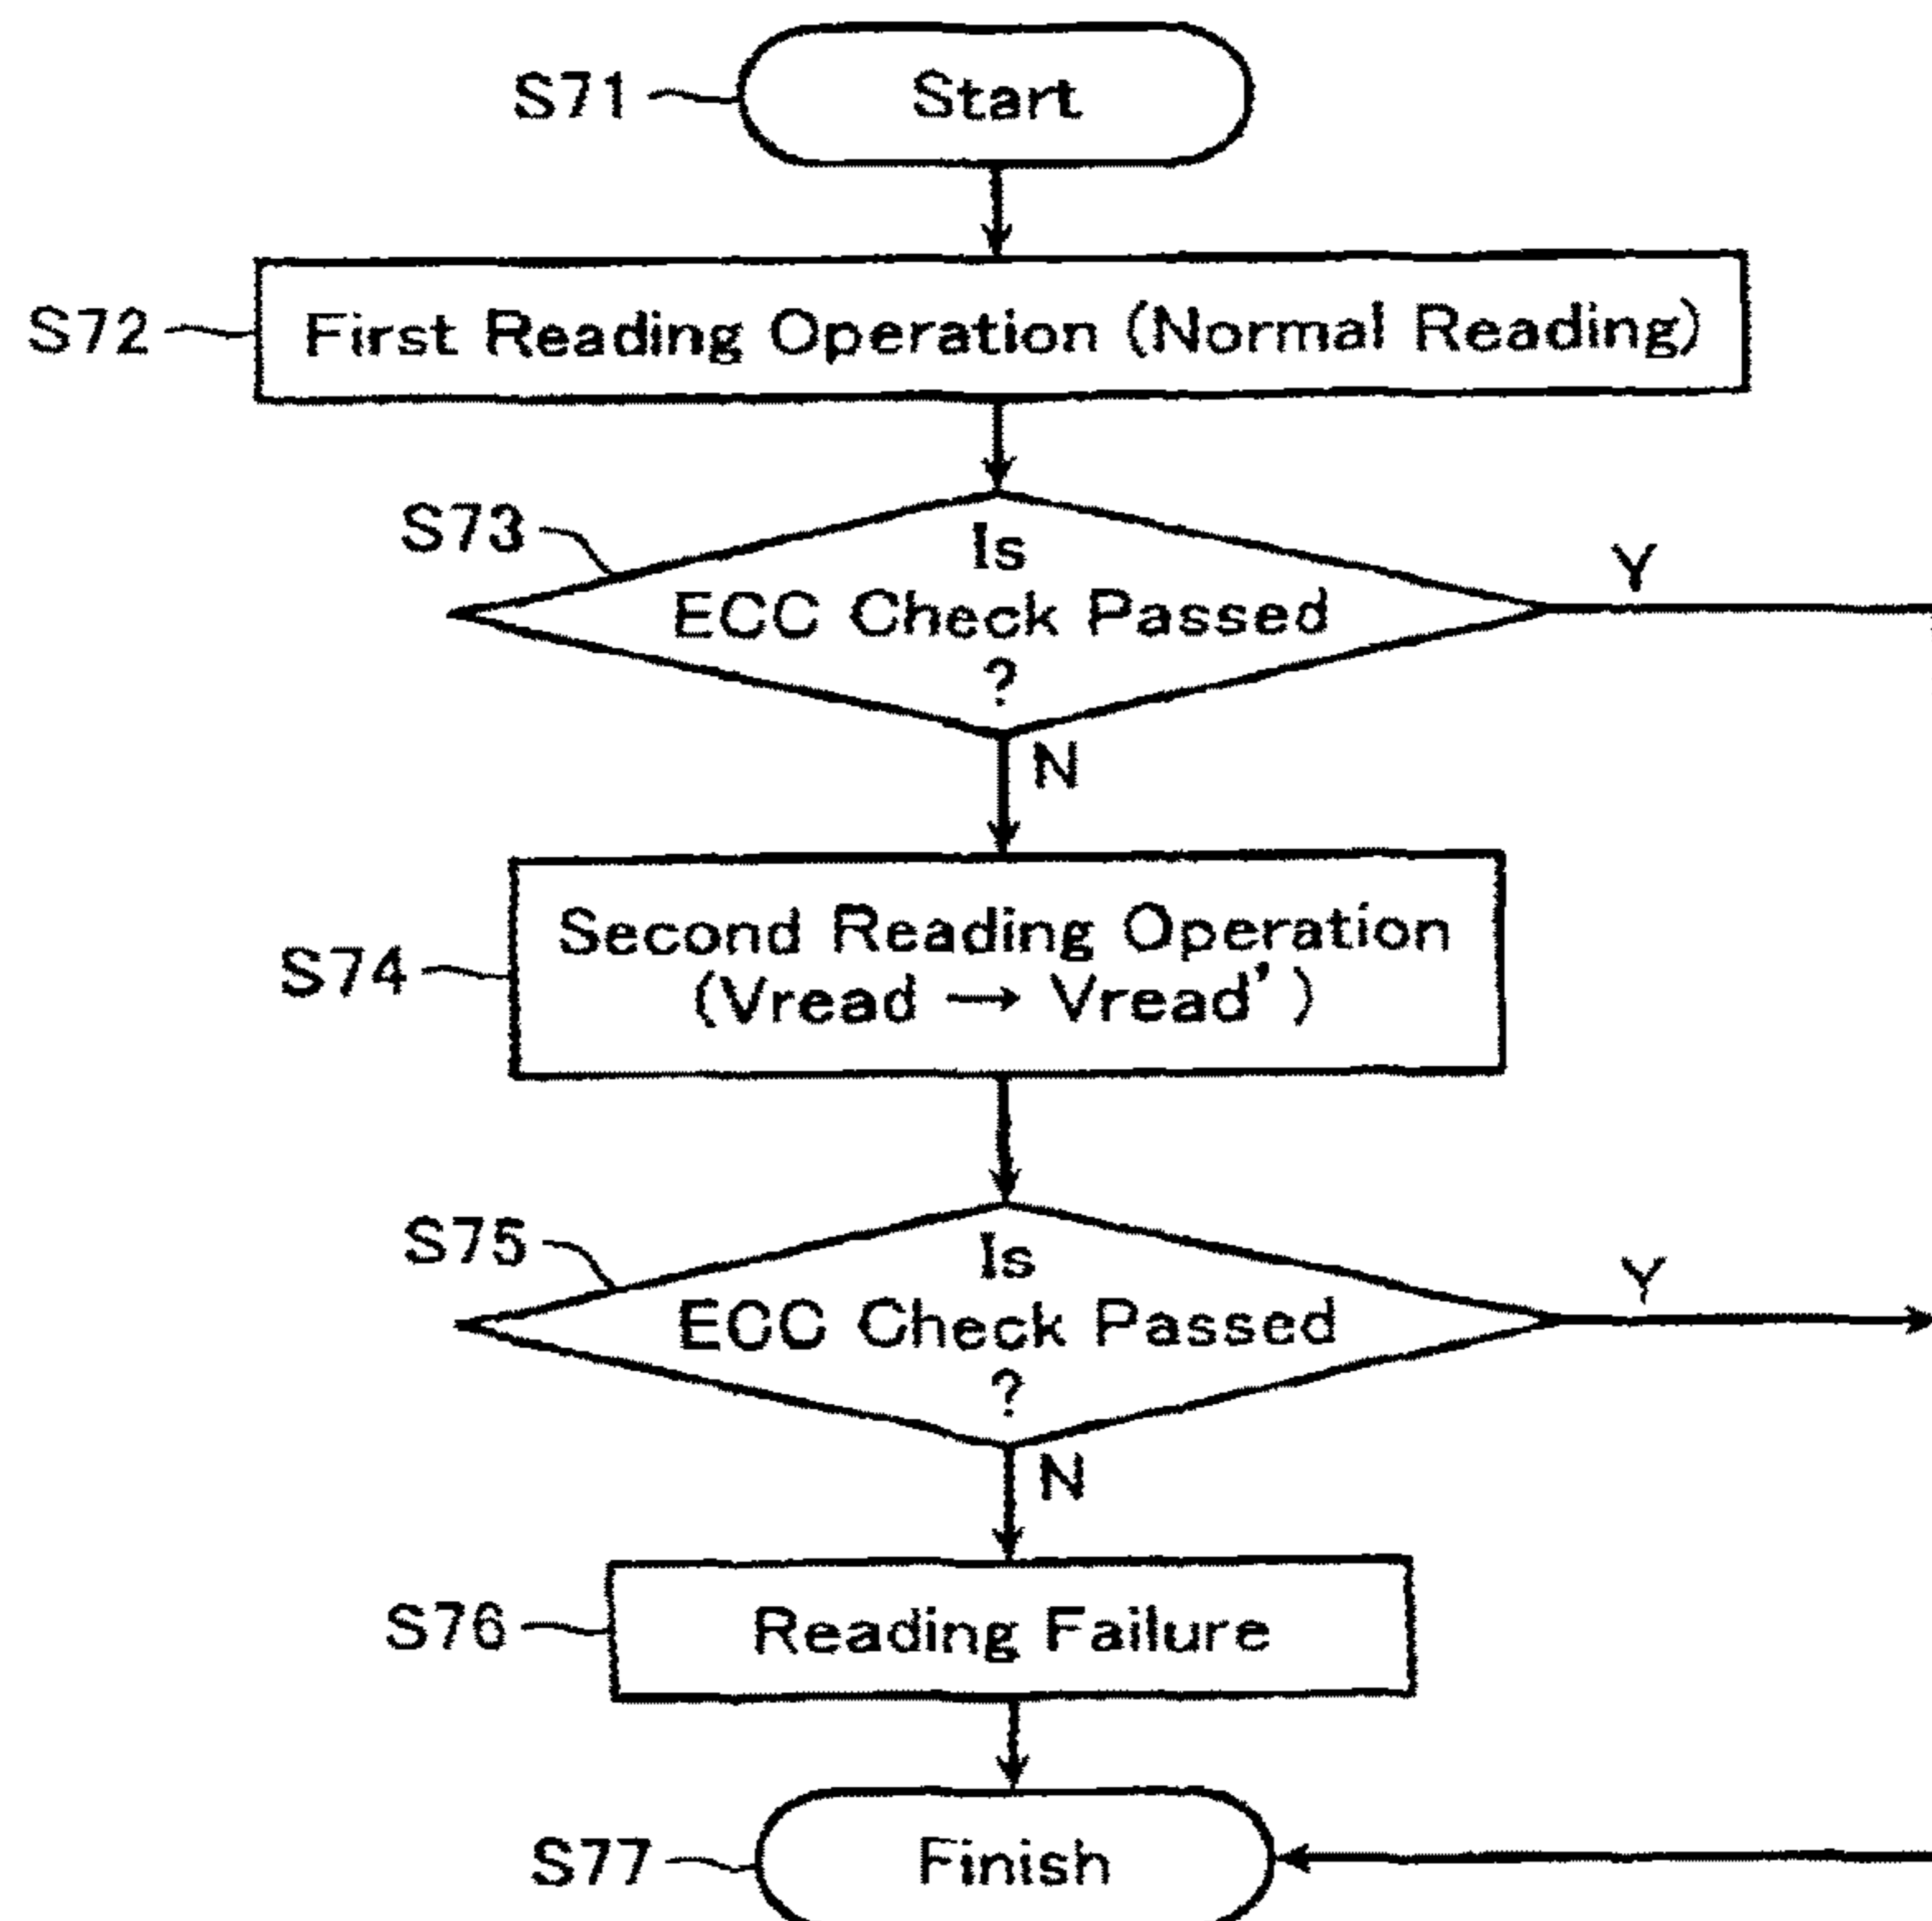 S71
Start
S72
First Reading Operation (Normal Reading)
S73
Is
ECC Check Passed
?
Y
N
S74
Second Reading Operation
(Vread → Vread')
S75
Is
ECC Check Passed
?
Y
N
S76
Reading Failure
S77
Finish